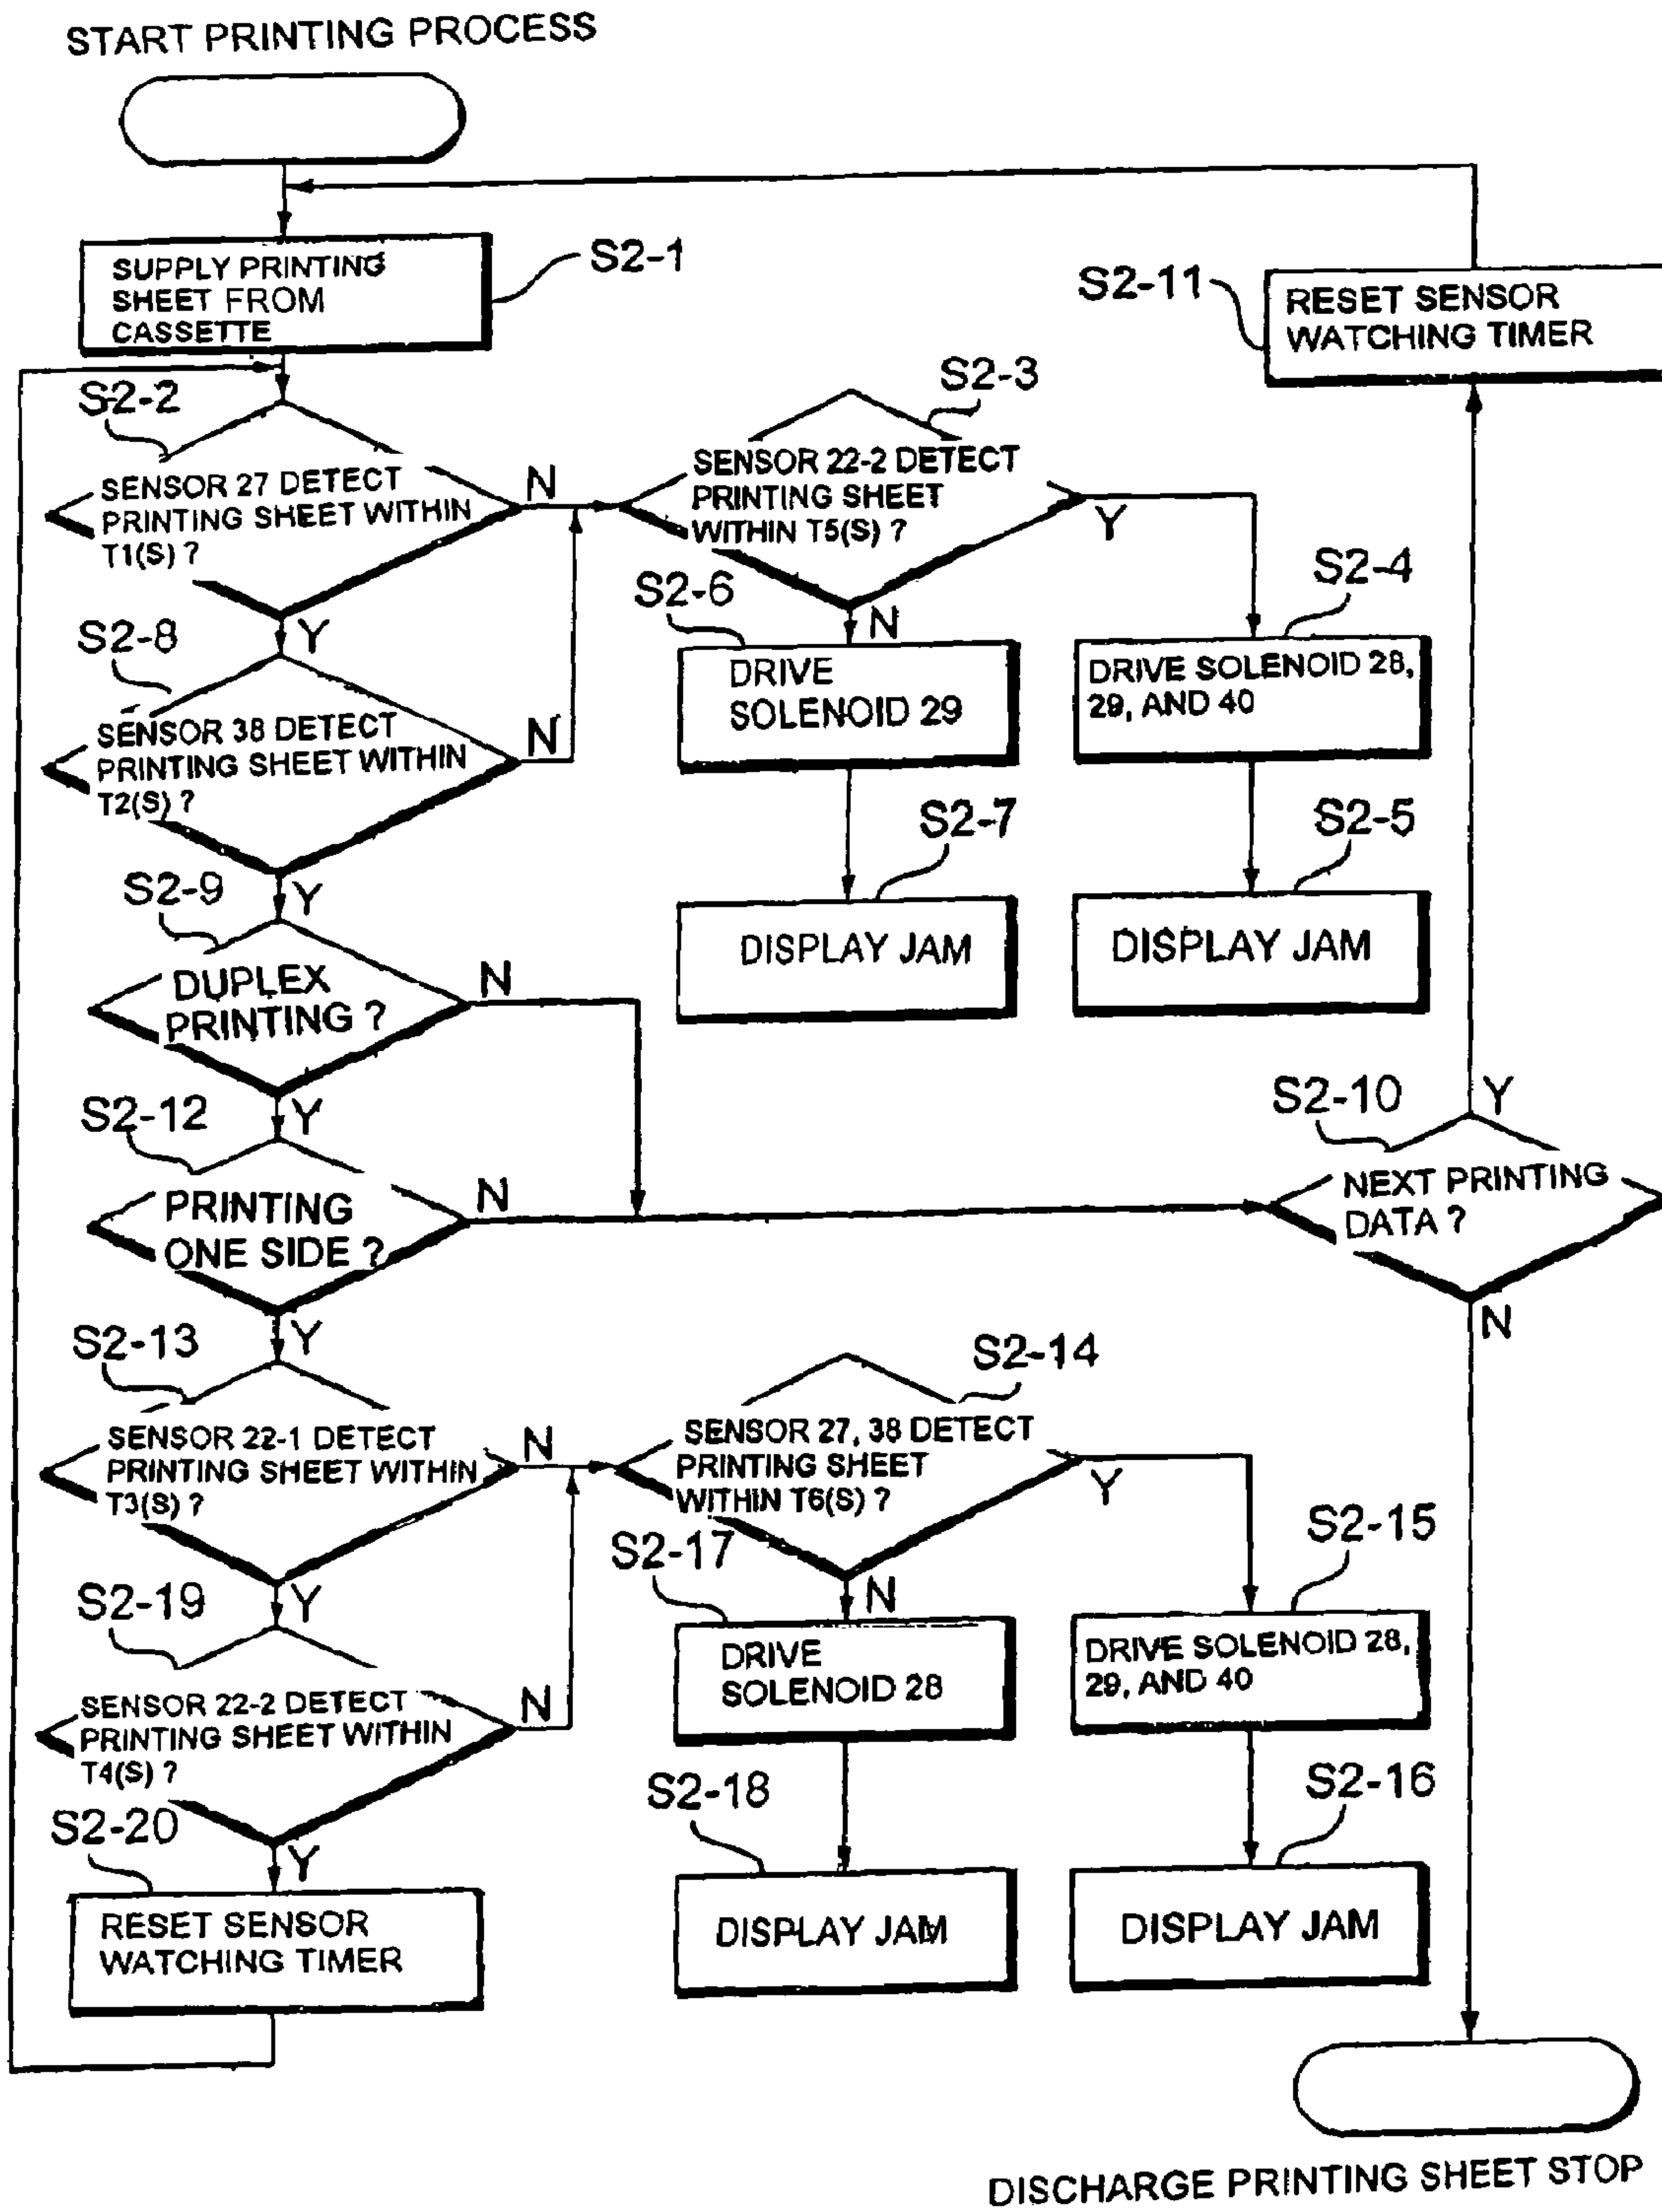 START PRINTING PROCESS
SUPPLY PRINTING
SHEET FROM
CASSETTE
S2-1
S2-11
RESET SENSOR
WATCHING TIMER
S2-2
SENSOR 27 DETECT
PRINTING SHEET WITHIN
T1(S) ?
N
Y
S2-3
SENSOR 22-2 DETECT
PRINTING SHEET
WITHIN T5(S) ?
Y
N
S2-6
DRIVE
SOLENOID 29
S2-4
DRIVE SOLENOID 28,
29, AND 40
S2-8
SENSOR 38 DETECT
PRINTING SHEET WITHIN
T2(S) ?
N
Y
S2-7
DISPLAY JAM
S2-5
DISPLAY JAM
S2-9
DUPLEX
PRINTING ?
N
Y
S2-12
PRINTING
ONE SIDE ?
N
Y
S2-10
Y
NEXT PRINTING
DATA ?
N
S2-13
SENSOR 22-1 DETECT
PRINTING SHEET WITHIN
T3(S) ?
N
Y
S2-14
SENSOR 27, 38 DETECT
PRINTING SHEET
WITHIN T6(S) ?
Y
N
S2-17
DRIVE
SOLENOID 28
S2-15
DRIVE SOLENOID 28,
29, AND 40
S2-19
SENSOR 22-2 DETECT
PRINTING SHEET WITHIN
T4(S) ?
N
Y
S2-18
DISPLAY JAM
S2-16
DISPLAY JAM
S2-20
RESET SENSOR
WATCHING TIMER
DISCHARGE PRINTING SHEET STOP